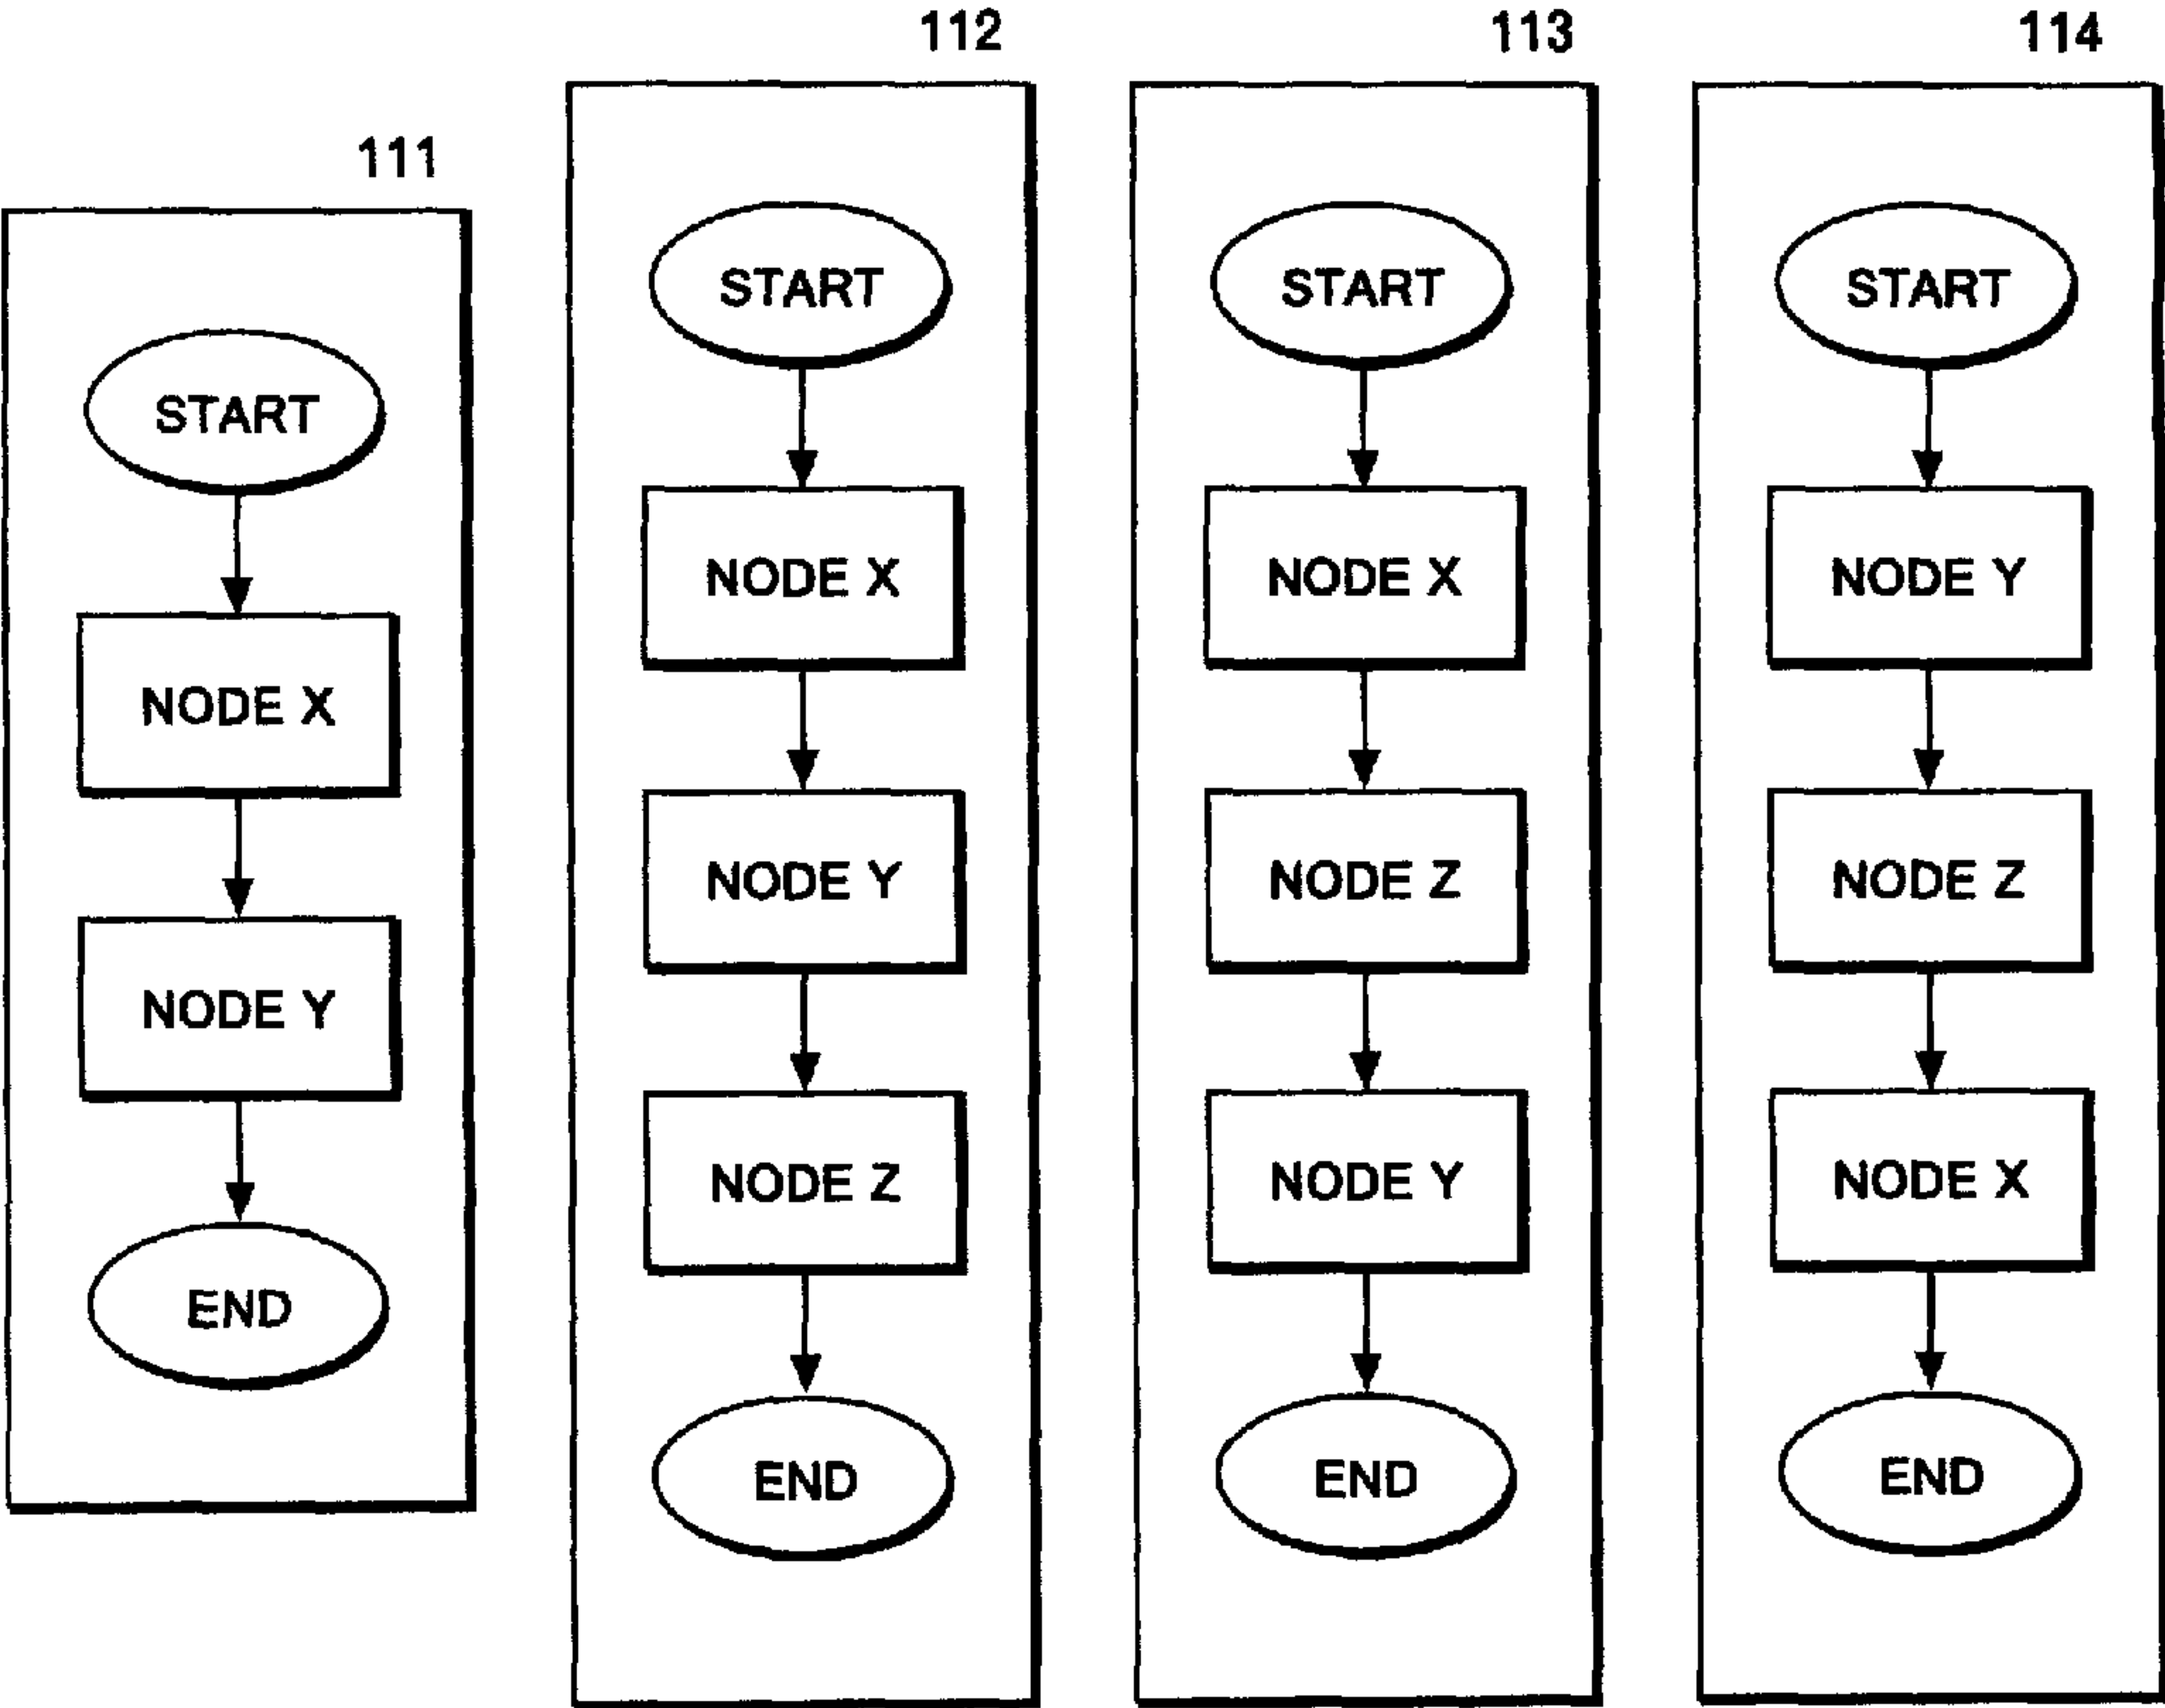 111
START
NODE X
NODE Y
END
112
START
NODE X
NODE Y
NODE Z
END
113
START
NODE X
NODE Z
NODE Y
END
114
START
NODE Y
NODE Z
NODE X
END